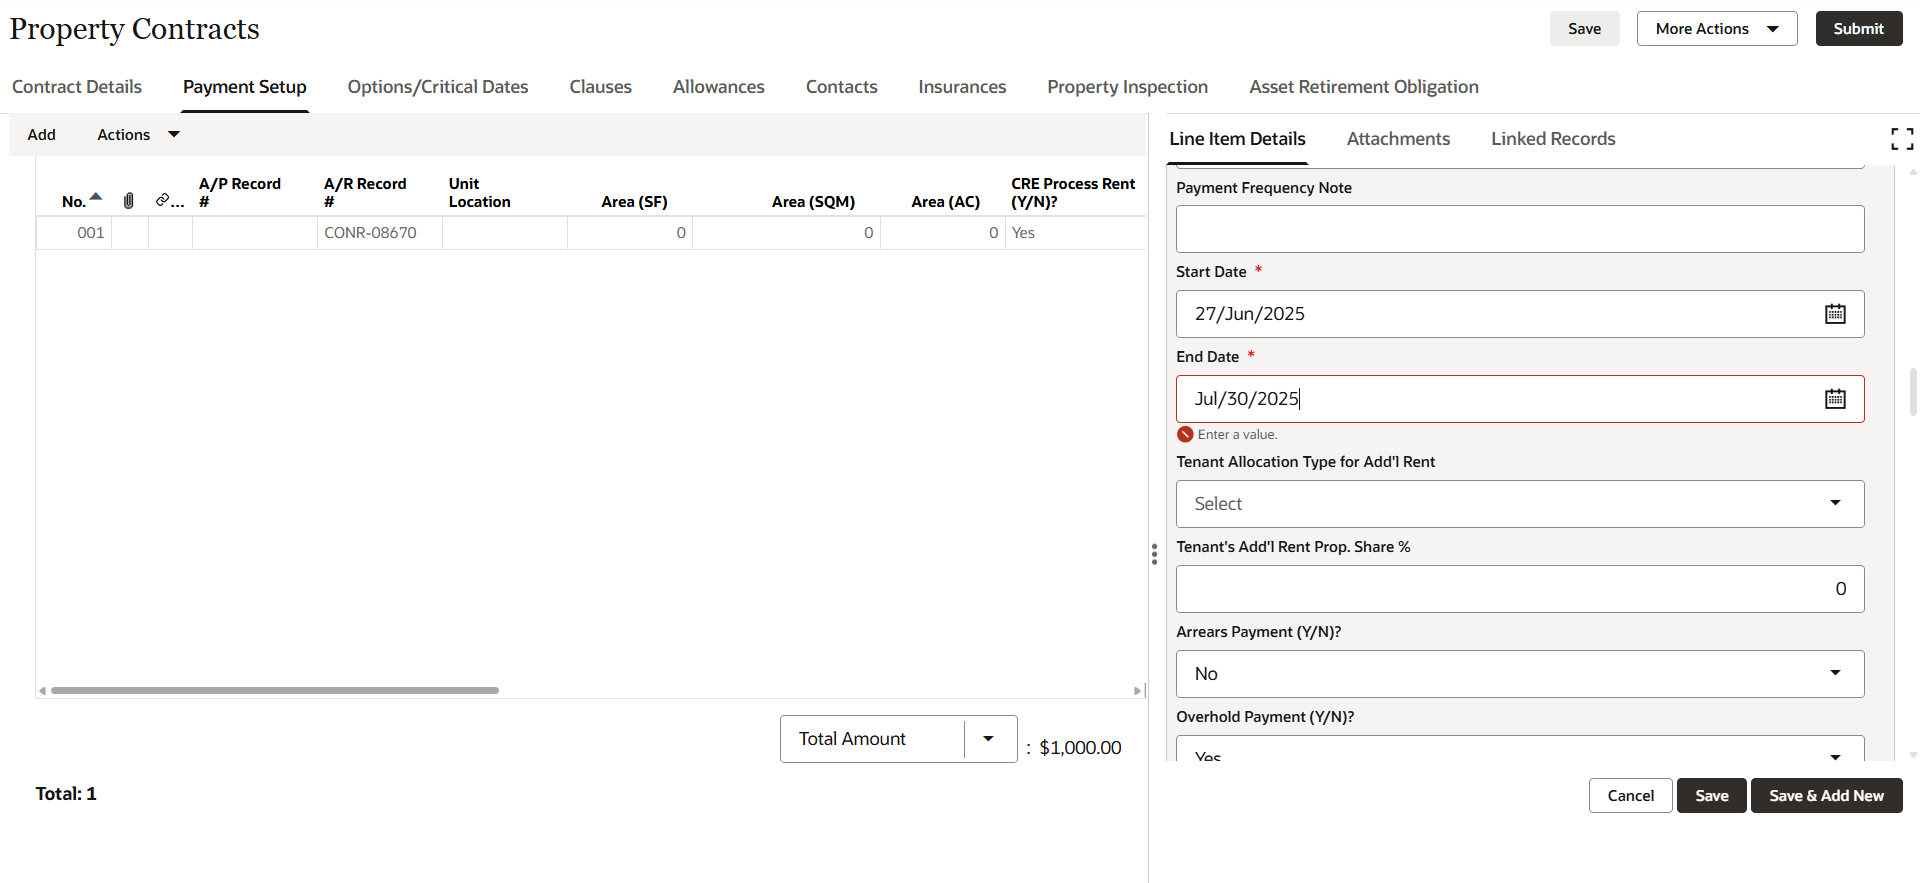 Property Contracts
Save
More Actions
Submit
Contract Details
Payment Setup
Options/Critical Dates
Clauses
Allowances
Contacts
Insurances
Property Inspection
Asset Retirement Obligation
Add
Actions
No.
...
A/P Record #
A/R Record #
Unit Location
Area (SF)
Area (SQM)
Area (AC)
CRE Process Rent (Y/N)?
001
CONR-08670
0
0
0
Yes
Total Amount
: $1,000.00
Total: 1
Line Item Details
Attachments
Linked Records
Payment Frequency Note
Start Date *
27/Jun/2025
End Date *
Jul/30/2025
Enter a value.
Tenant Allocation Type for Add'l Rent
Select
Tenant's Add'l Rent Prop. Share %
0
Arrears Payment (Y/N)?
No
Overhold Payment (Y/N)?
Yes
Cancel
Save
Save & Add New